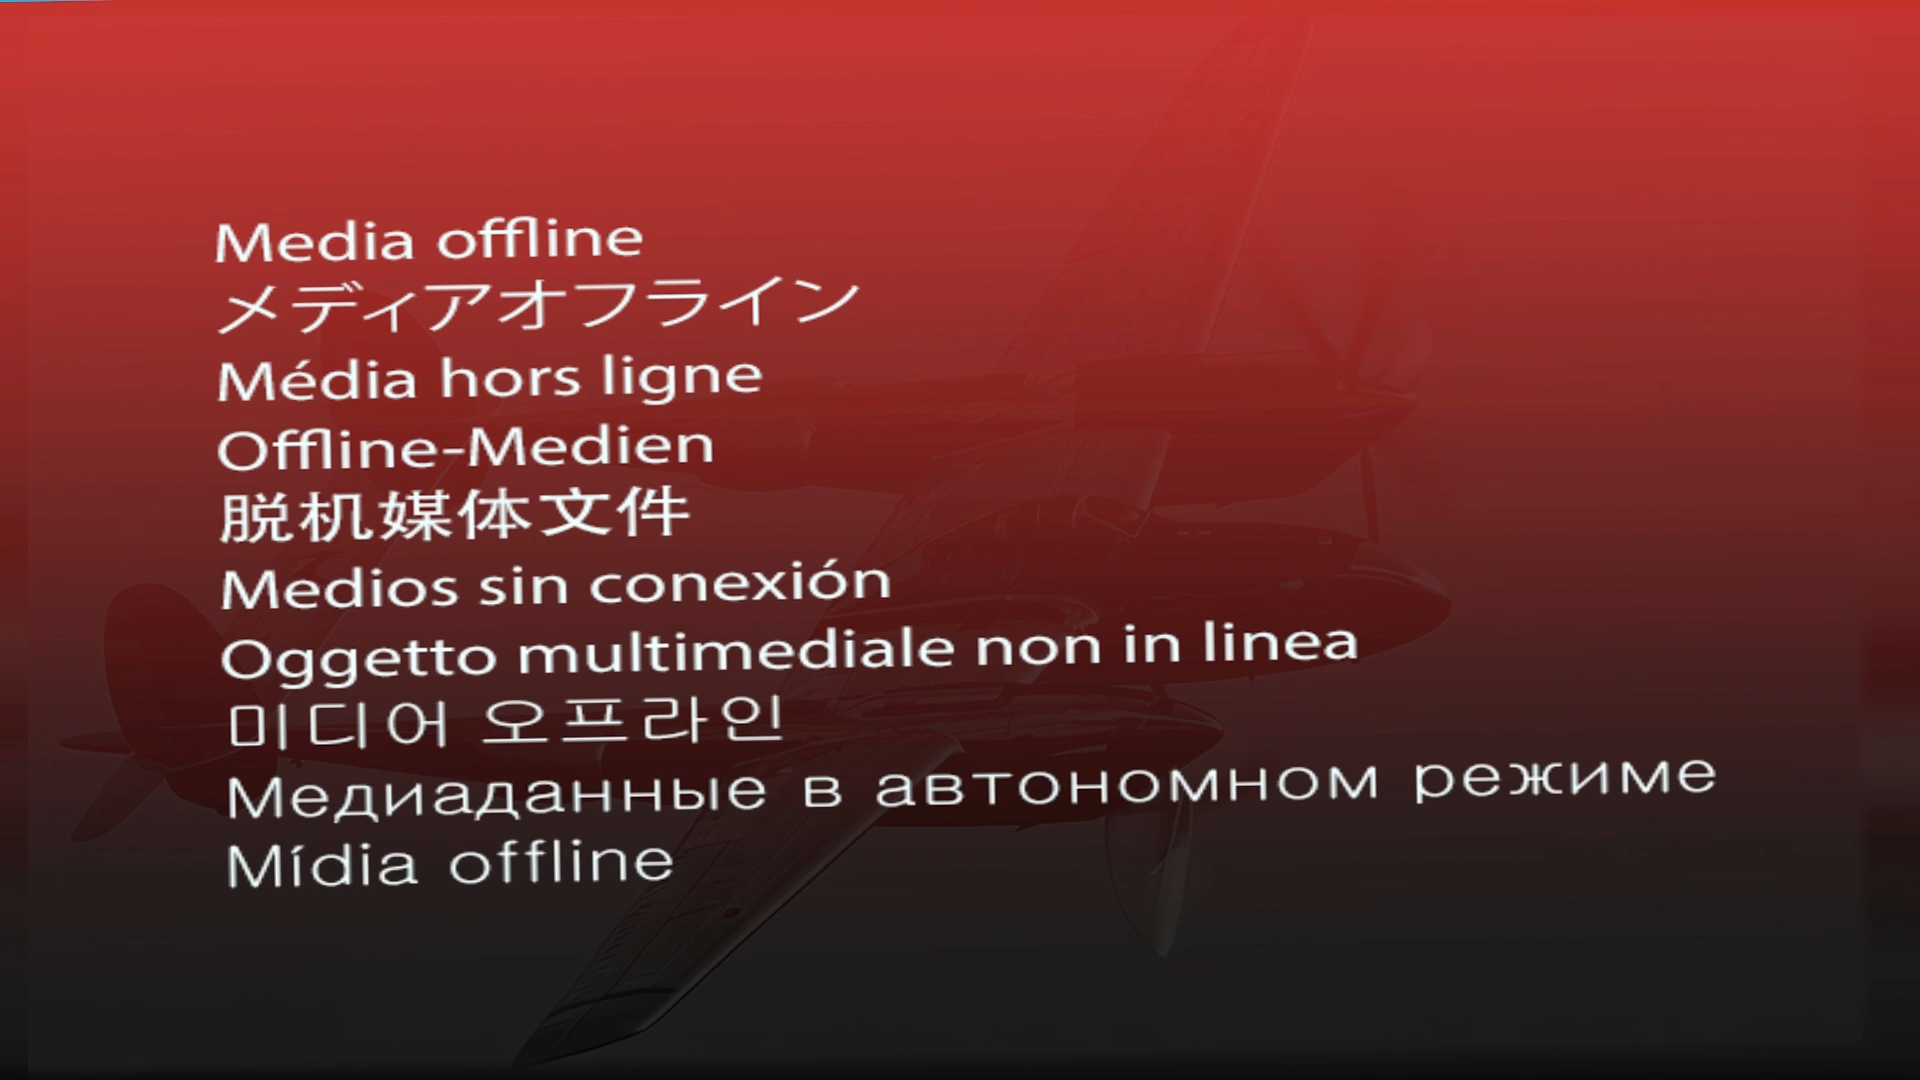 Media offline
メディアオフライン
Média hors ligne
Offline-Medien
脱机媒体文件
Medios sin conexión
Oggetto multimediale non in linea
미디어 오프라인
Медиаданные в автономном режиме
Mídia offline